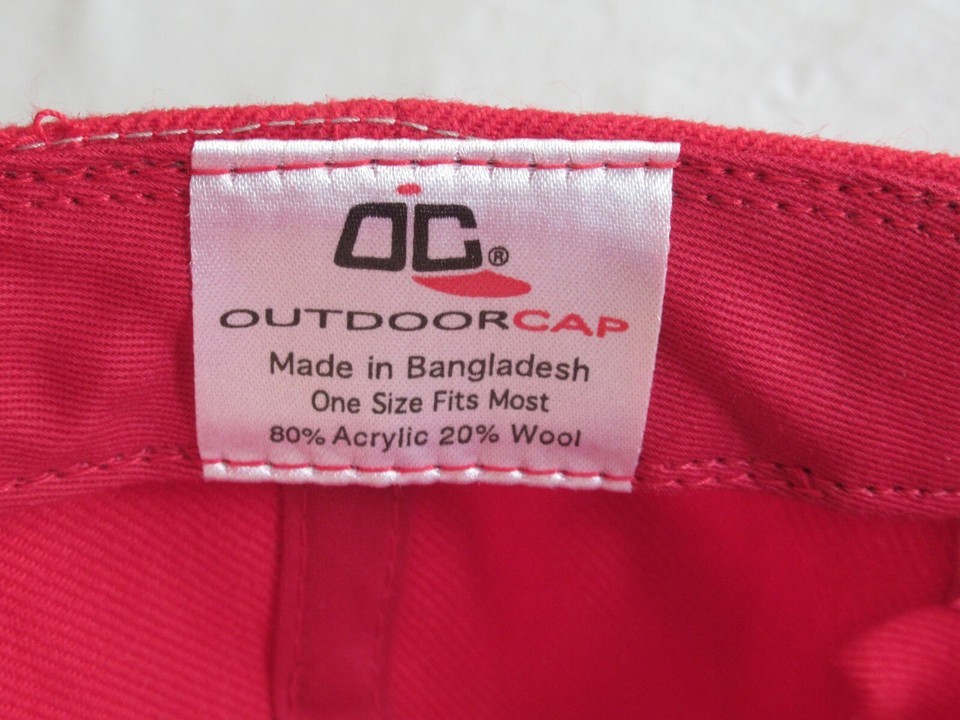 OC®
OUTDOORCAP
Made in Bangladesh
One Size Fits Most
80% Acrylic 20% Wool